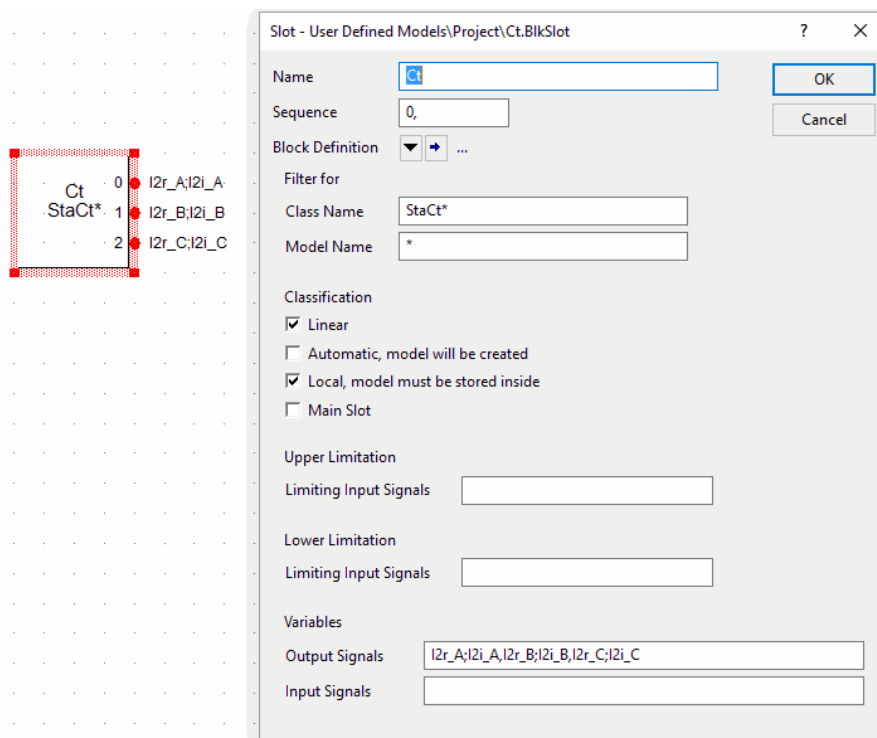 Slot - User Defined Models\Project\Ct.BlkSlot ? ×
Name Ct OK
Sequence 0, Cancel
Block Definition ...
Filter for
Class Name StaCt*
Model Name *
Classification
Linear
Automatic, model will be created
Local, model must be stored inside
Main Slot
Upper Limitation
Limiting Input Signals
Lower Limitation
Limiting Input Signals
Variables
Output Signals I2r_A;I2i_A,I2r_B;I2i_B,I2r_C;I2i_C
Input Signals
Ct
StaCt*
0 I2r_A;I2i_A
1 I2r_B;I2i_B
2 I2r_C;I2i_C